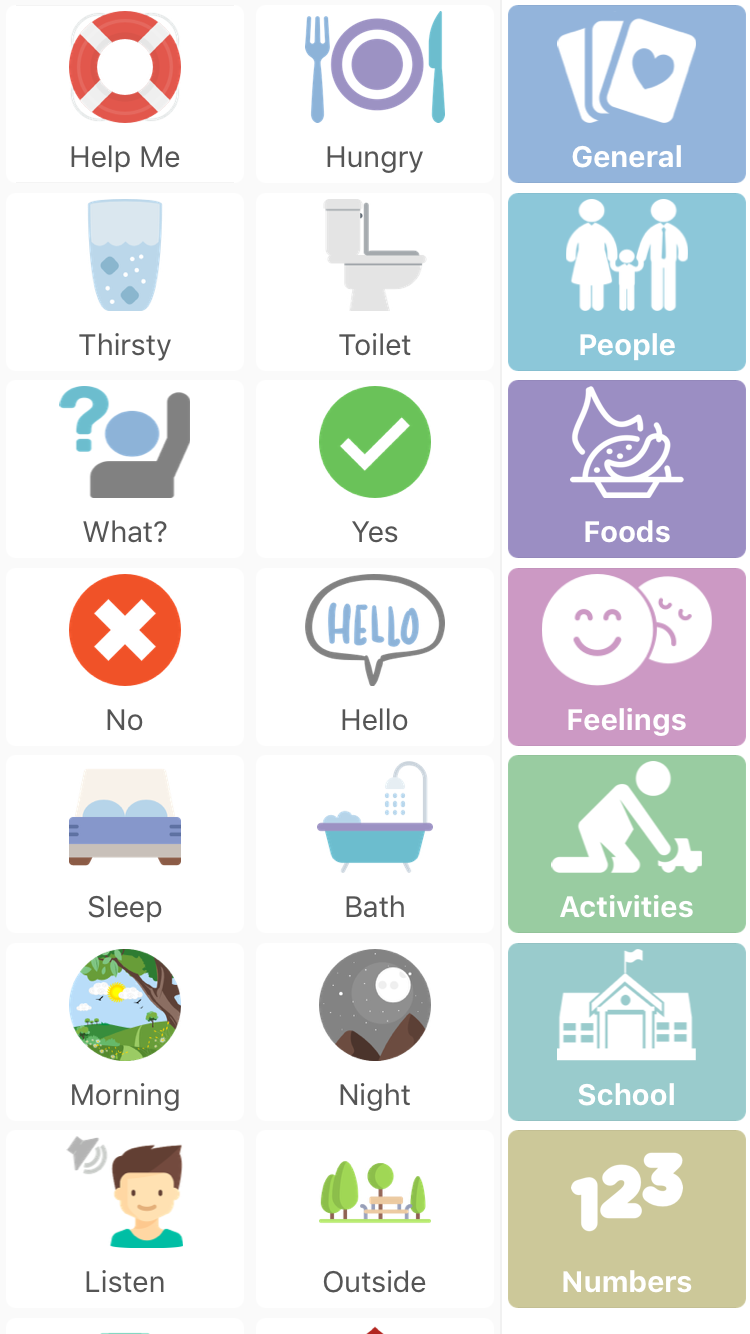 Help Me
Hungry
General
Thirsty
Toilet
People
What?
Yes
Foods
No
HELLO
Hello
Feelings
Sleep
Bath
Activities
Morning
Night
School
Listen
Outside
123
Numbers